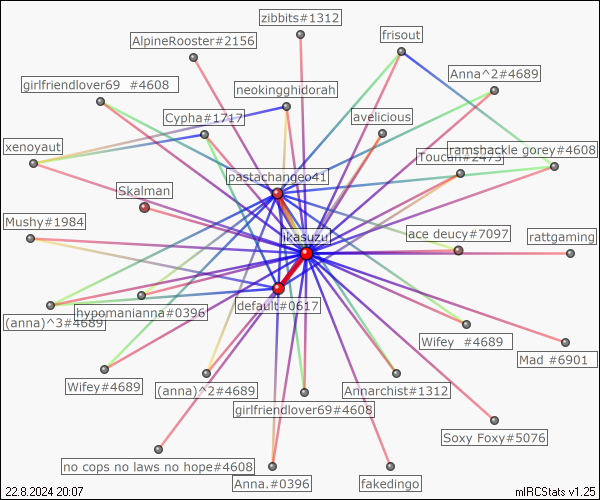 zibbits#1312
frisout
AlpineRooster#2156
Anna^2#4689
girlfriendlover69 #4608
neokingghidorah
Cypha#1717
avelicious
xenoyaut
ramshackle gorey#4608
Toucan#2473
pastachangeo41
Skalman
Mushy#1984
ikasuzu
ace deucy#7097
rattgaming
default#0617
hypomanianna#0396
(anna)^3#4689
Wifey #4689
Mad #6901
Wifey#4689
(anna)^2#4689
Annarchist#1312
girlfriendlover69#4608
Soxy Foxy#5076
no cops no laws no hope#4608
Anna.#0396
fakedingo
22.8.2024 20:07
mIRCStats v1.25